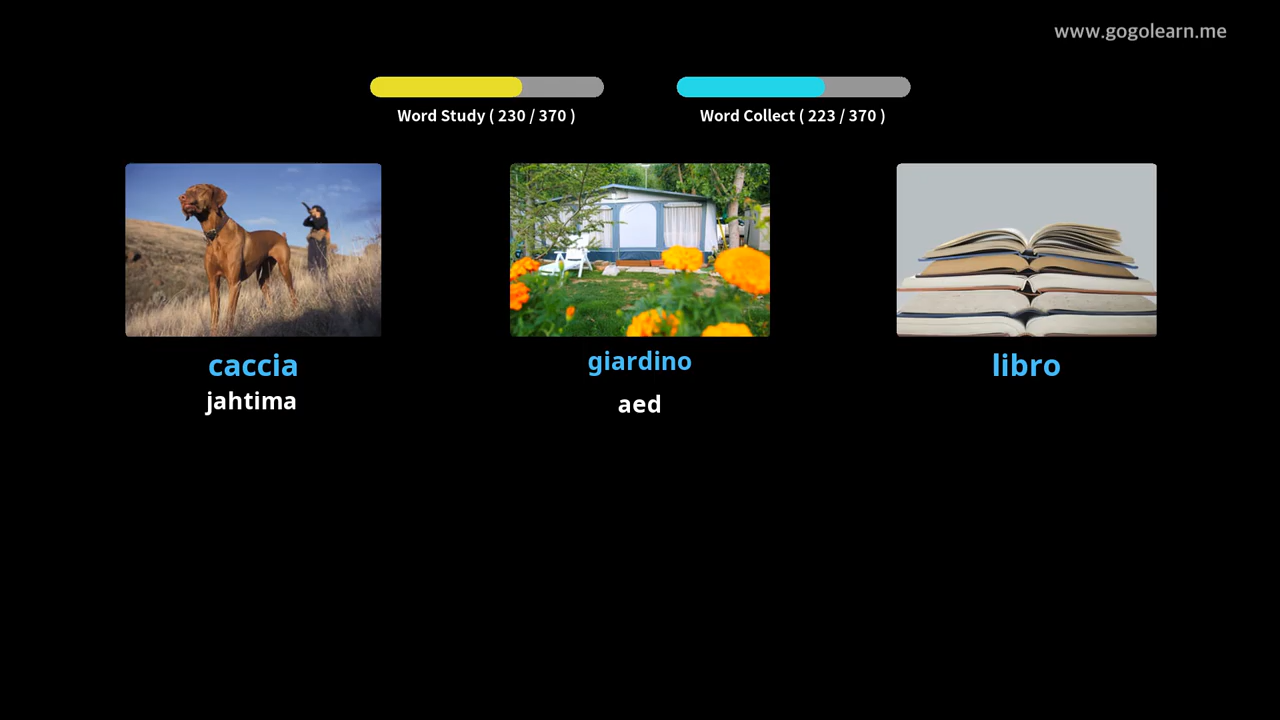 www.gogolearn.me
Word Study ( 230 / 370 )
Word Collect ( 223 / 370 )
caccia
jahtima
giardino
aed
libro